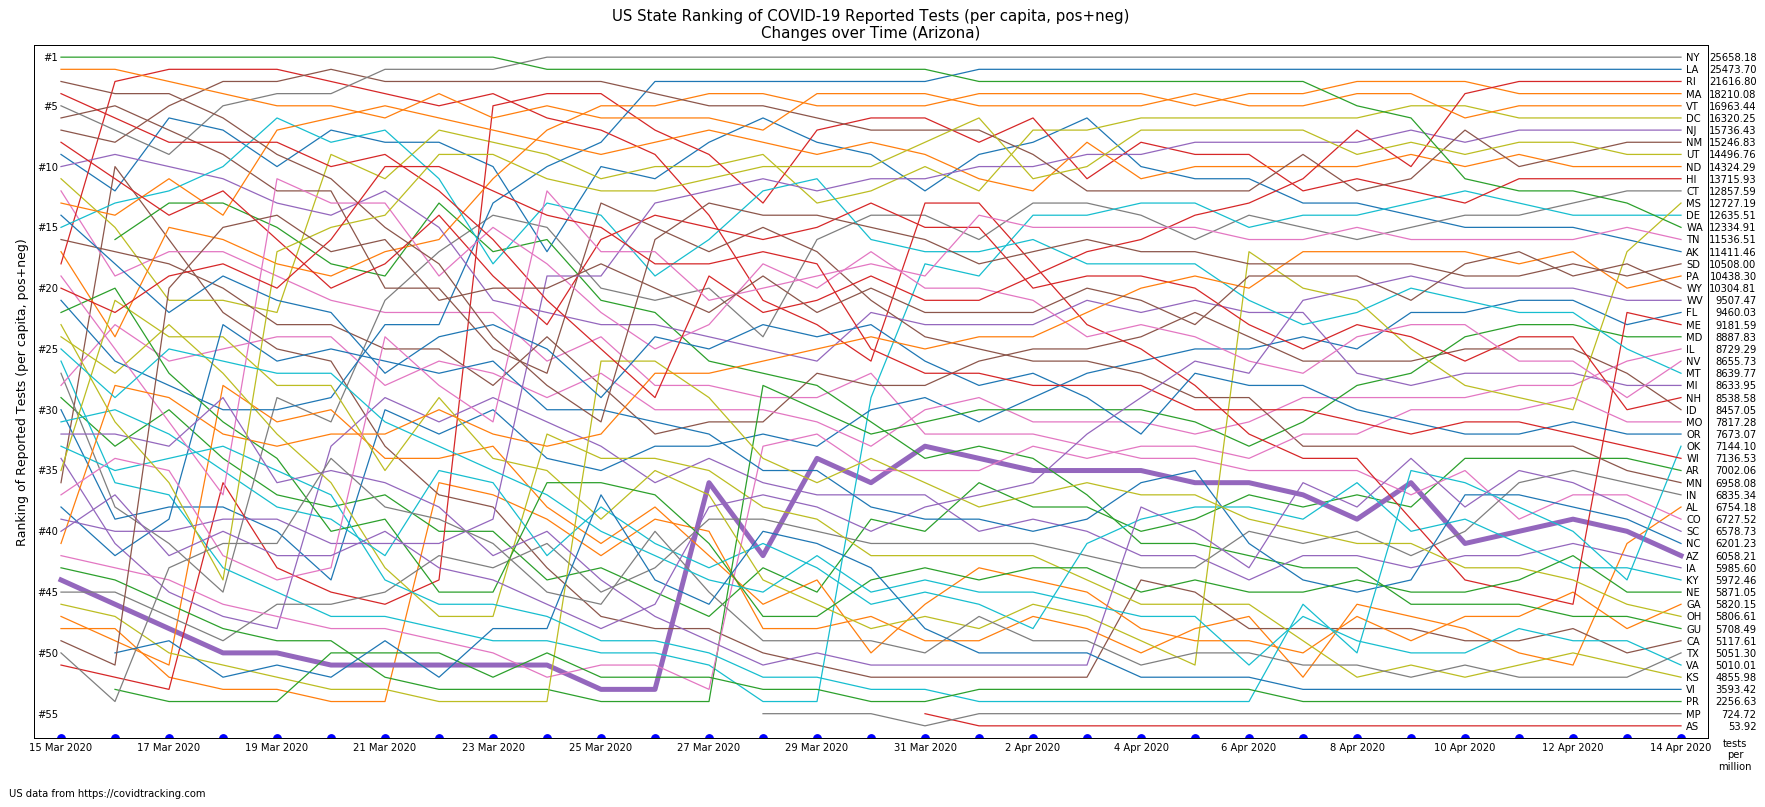 US State Ranking of COVID-19 Reported Tests (per capita, pos+neg)
Changes over Time (Arizona)
Ranking of Reported Tests (per capita, pos+neg)
#1
#5
#10
#15
#20
#25
#30
#35
#40
#45
#50
#55
NY 25658.18
LA 25473.70
RI 21616.80
MA 18210.08
VT 16963.44
DC 16320.25
NJ 15736.43
NM 15246.83
UT 14496.76
ND 14324.29
HI 13715.93
CT 12857.59
MS 12727.19
DE 12635.51
WA 12334.91
TN 11536.51
AK 11411.46
SD 10508.00
PA 10438.30
WY 10304.81
WV 9507.47
FL 9460.03
ME 9181.59
MD 8887.83
IL 8729.29
NV 8655.73
MT 8639.77
MI 8633.95
NH 8538.58
ID 8457.05
MO 7817.28
OR 7673.07
OK 7144.10
WI 7136.53
AR 7002.06
MN 6958.08
IN 6835.34
AL 6754.18
CO 6727.52
SC 6578.73
NC 6201.23
AZ 6058.21
IA 5985.60
KY 5972.46
NE 5871.05
GA 5820.15
OH 5806.61
GU 5708.49
CA 5117.61
TX 5051.30
VA 5010.01
KS 4855.98
VI 3593.42
PR 2256.63
MP 724.72
AS 53.92
15 Mar 2020
17 Mar 2020
19 Mar 2020
21 Mar 2020
23 Mar 2020
25 Mar 2020
27 Mar 2020
29 Mar 2020
31 Mar 2020
2 Apr 2020
4 Apr 2020
6 Apr 2020
8 Apr 2020
10 Apr 2020
12 Apr 2020
14 Apr 2020
tests
per
million
US data from https://covidtracking.com